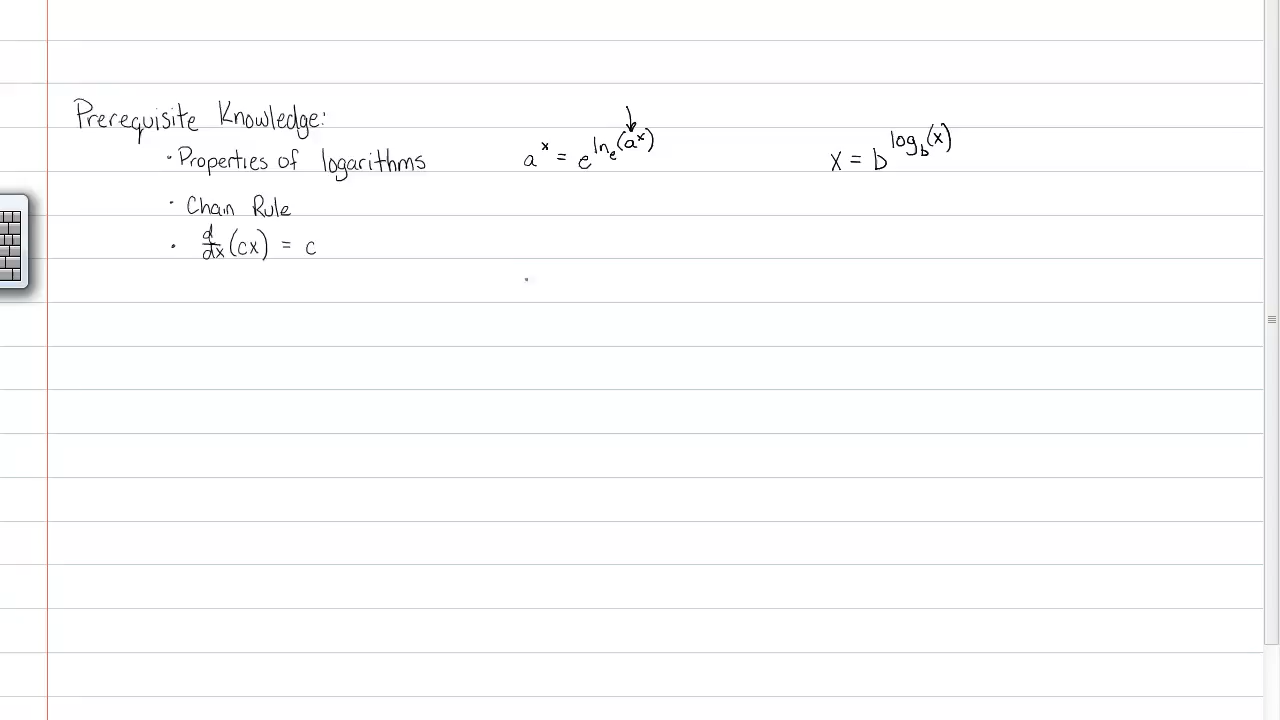 Prerequisite Knowledge:
· Properties of logarithms a^x = e^(ln_e(a^x)) x = b^(log_b(x))
· Chain Rule
· d/dx (cx) = c